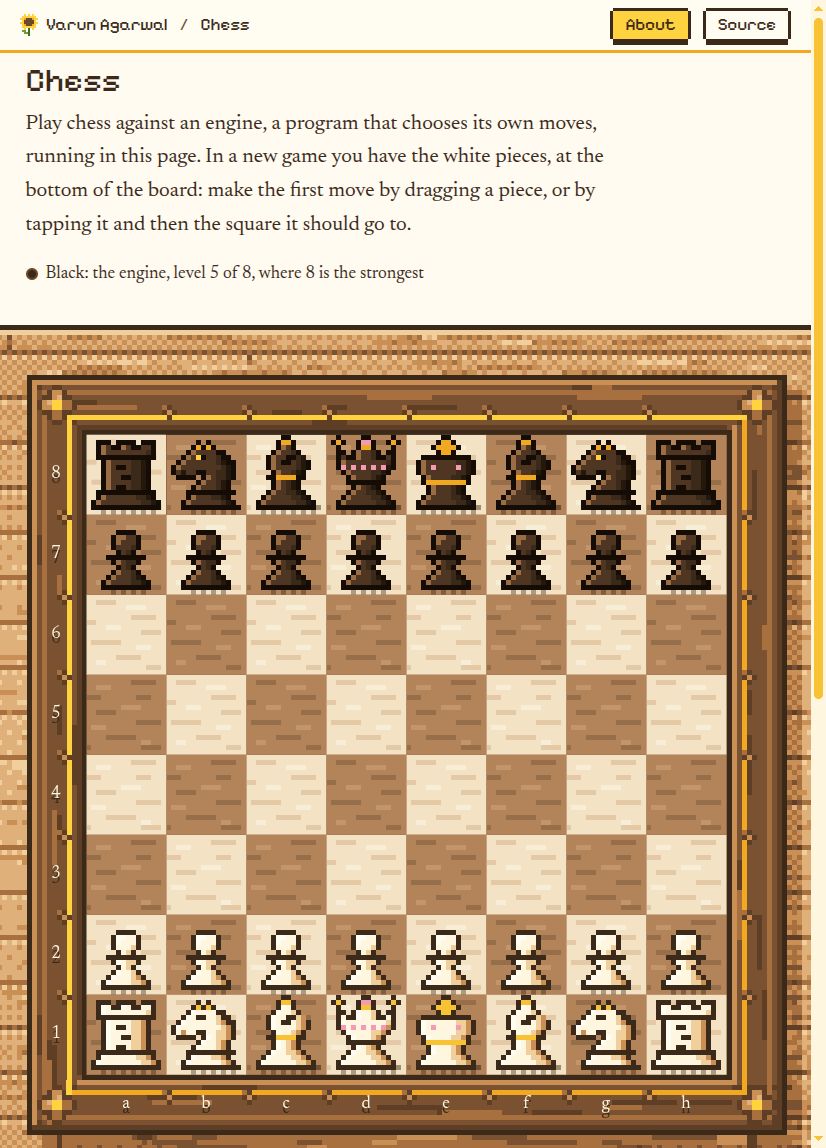 Varun Agarwal / Chess
About
Source
Chess
Play chess against an engine, a program that chooses its own moves,
running in this page. In a new game you have the white pieces, at the
bottom of the board: make the first move by dragging a piece, or by
tapping it and then the square it should go to.
Black: the engine, level 5 of 8, where 8 is the strongest
8
7
6
5
4
3
2
1
a b c d e f g h